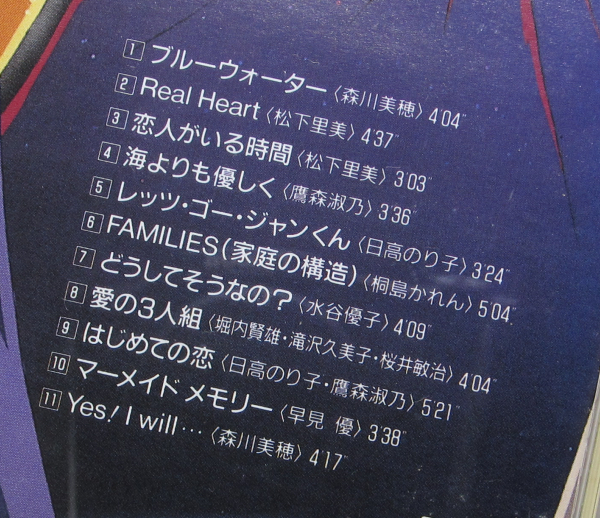 1 ブルーウォーター〈森川美穂〉4'04"
2 Real Heart〈松下里美〉4'37"
3 恋人がいる時間〈松下里美〉3'03"
4 海よりも優しく〈鷹森淑乃〉3'36"
5 レッツ・ゴー・ジャンくん〈日高のり子〉3'24"
6 FAMILIES(家庭の構造)〈桐島かれん〉5'04"
7 どうしてそうなの?〈水谷優子〉4'09"
8 愛の3人組〈堀内賢雄・滝沢久美子・桜井敏治〉4'04"
9 はじめての恋〈日高のり子・鷹森淑乃〉5'21"
10 マーメイド メモリー〈早見 優〉3'38"
11 Yes! I will…〈森川美穂〉4'17"